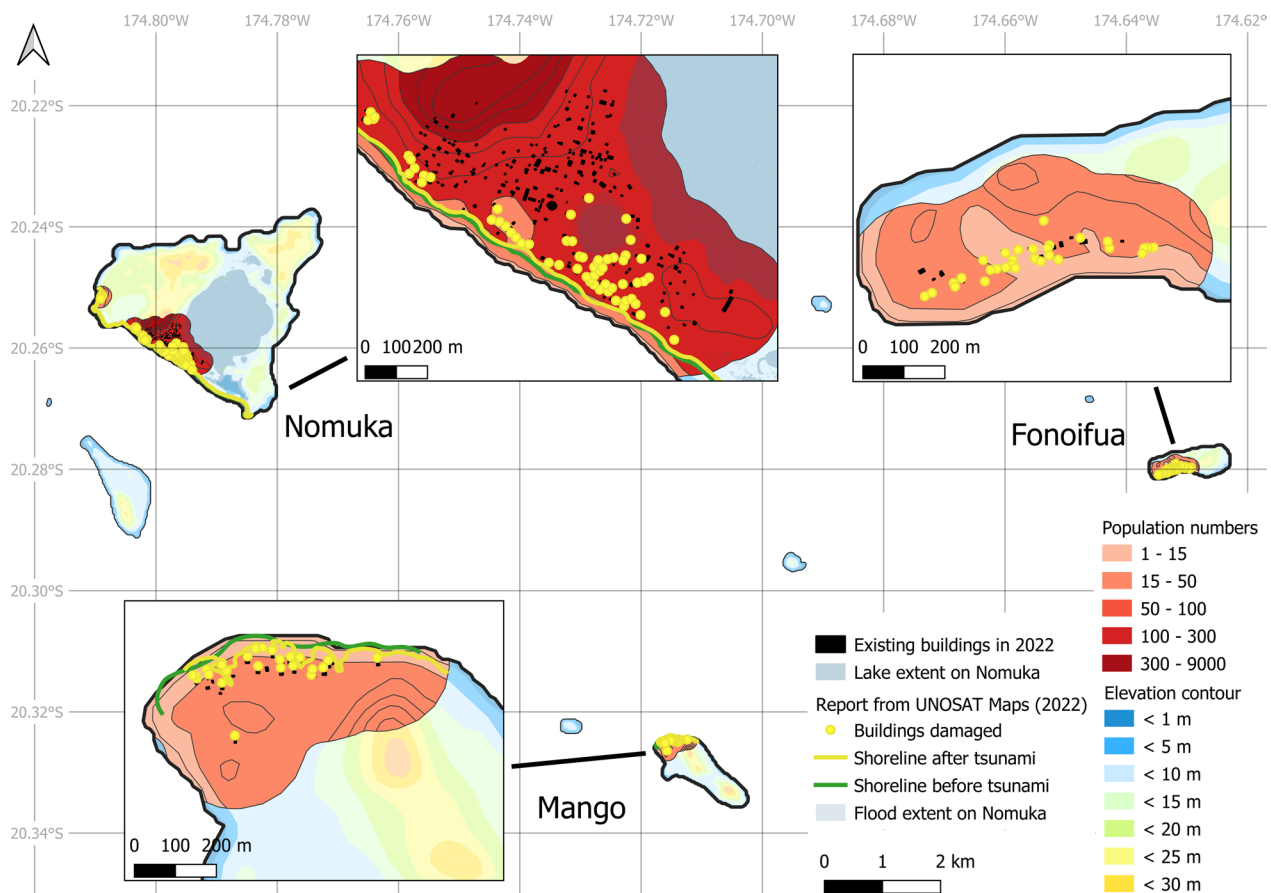 174.80°W 174.78°W 174.76°W 174.74°W 174.72°W 174.70°W 174.68°W 174.66°W 174.64°W 174.62°
20.22°S
20.24°S
20.26°S
20.28°S
20.30°S
20.32°S
20.34°S
0 100 200 m
0 100 200 m
Nomuka
Fonoifua
0 100 200 m
Mango
Existing buildings in 2022
Lake extent on Nomuka
Report from UNOSAT Maps (2022)
Buildings damaged
Shoreline after tsunami
Shoreline before tsunami
Flood extent on Nomuka
0 1 2 km
Population numbers
1 - 15
15 - 50
50 - 100
100 - 300
300 - 9000
Elevation contour
< 1 m
< 5 m
< 10 m
< 15 m
< 20 m
< 25 m
< 30 m